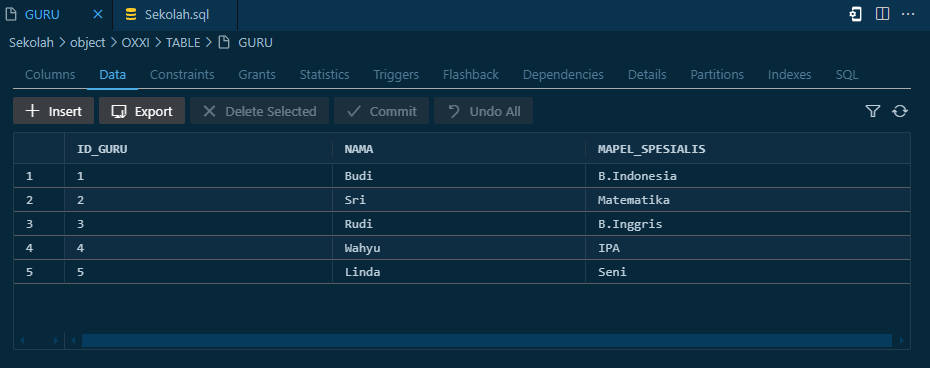 GURU Sekolah.sql
Sekolah > object > OXXI > TABLE > GURU
Columns Data Constraints Grants Statistics Triggers Flashback Dependencies Details Partitions Indexes SQL
Insert Export Delete Selected Commit Undo All
ID_GURU NAMA MAPEL_SPESIALIS
1 1 Budi B.Indonesia
2 2 Sri Matematika
3 3 Rudi B.Inggris
4 4 Wahyu IPA
5 5 Linda Seni